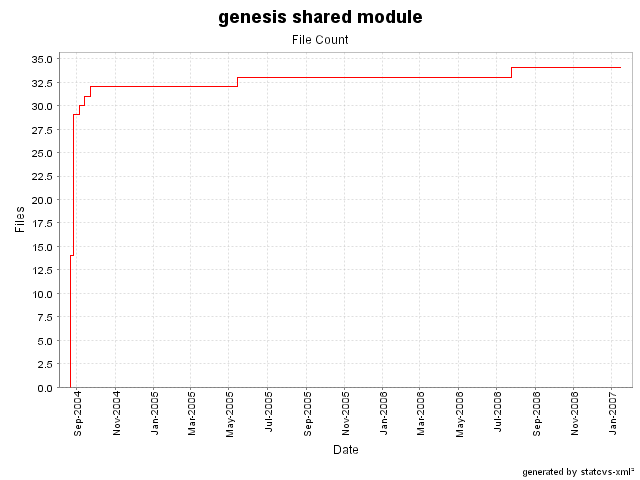 genesis shared module
File Count
35.0
32.5
30.0
27.5
25.0
22.5
20.0
17.5
15.0
12.5
10.0
7.5
5.0
2.5
0.0
Files
Sep-2004
Nov-2004
Jan-2005
Mar-2005
May-2005
Jul-2005
Sep-2005
Nov-2005
Jan-2006
Mar-2006
May-2006
Jul-2006
Sep-2006
Nov-2006
Jan-2007
Date
generated by statcvs-xml²